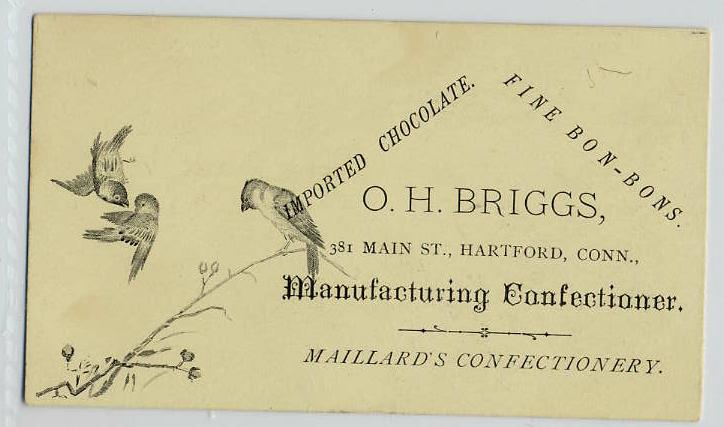 IMPORTED CHOCOLATE.
FINE BON-BONS.
O. H. BRIGGS,
381 MAIN ST., HARTFORD, CONN.,
Manufacturing Confectioner.
MAILLARD'S CONFECTIONERY.